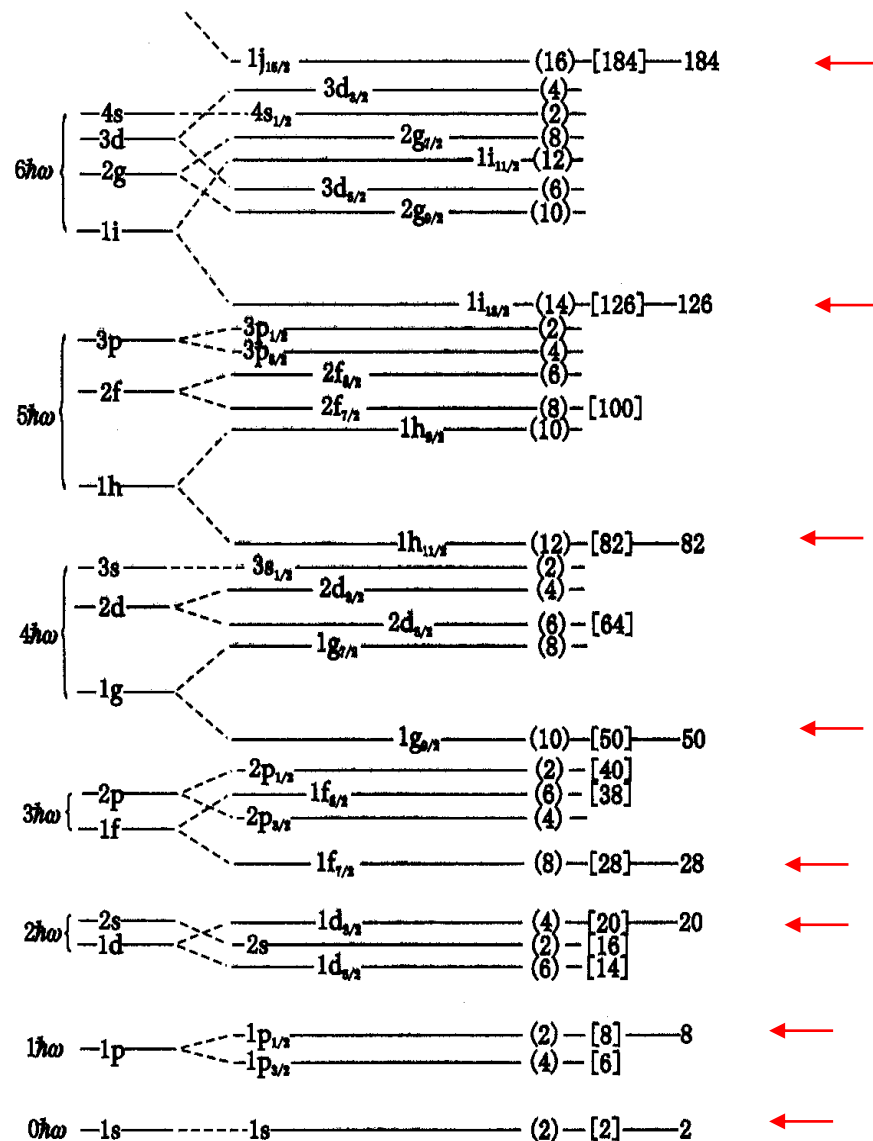 1j₁₅/₂ (16) [184] 184
3d₃/₂ (4)
4s 4s₁/₂ (2)
3d 2g₇/₂ (8)
6ħω 2g 1i₁₁/₂ (12)
3d₅/₂ (6)
2g₉/₂ (10)
1i
1i₁₃/₂ (14) [126] 126
3p 3p₁/₂ (2)
3p₃/₂ (4)
2f₅/₂ (6)
2f 2f₇/₂ (8) [100]
5ħω 1h₉/₂ (10)
1h
1h₁₁/₂ (12) [82] 82
3s 3s₁/₂ (2)
2d₃/₂ (4)
2d 2d₅/₂ (6) [64]
4ħω 1g₇/₂ (8)
1g
1g₉/₂ (10) [50] 50
2p₁/₂ (2) [40]
2p 1f₅/₂ (6) [38]
3ħω 1f 2p₃/₂ (4)
1f₇/₂ (8) [28] 28
2s 1d₃/₂ (4) [20] 20
2ħω 1d 2s (2) [16]
1d₅/₂ (6) [14]
1p₁/₂ (2) [8] 8
1ħω 1p 1p₃/₂ (4) [6]
0ħω 1s 1s (2) [2] 2